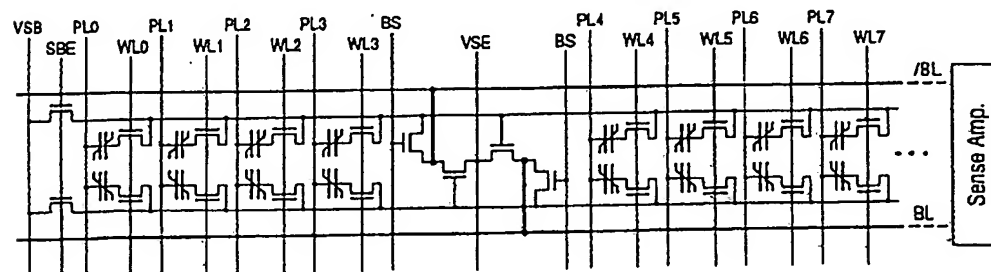 VSB SBE PL0 WL0 PL1 WL1 PL2 WL2 PL3 WL3 BS VSE BS PL4 WL4 PL5 WL5 PL6 WL6 PL7 WL7
/BL
BL
Sense Amp.